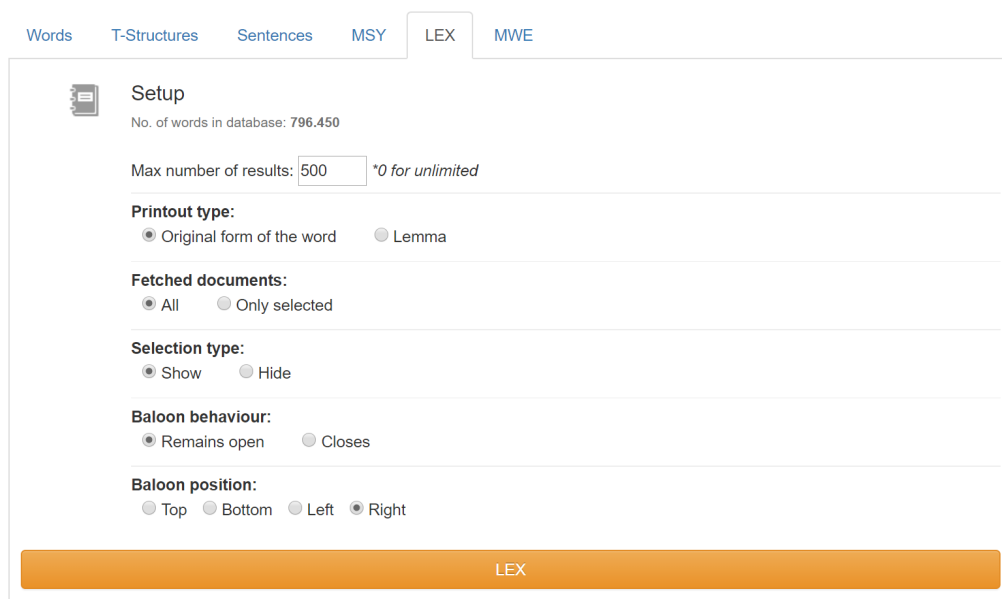 Words T-Structures Sentences MSY LEX MWE
Setup
No. of words in database: 796.450
Max number of results: 500 *0 for unlimited
Printout type:
Original form of the word Lemma
Fetched documents:
All Only selected
Selection type:
Show Hide
Baloon behaviour:
Remains open Closes
Baloon position:
Top Bottom Left Right
LEX